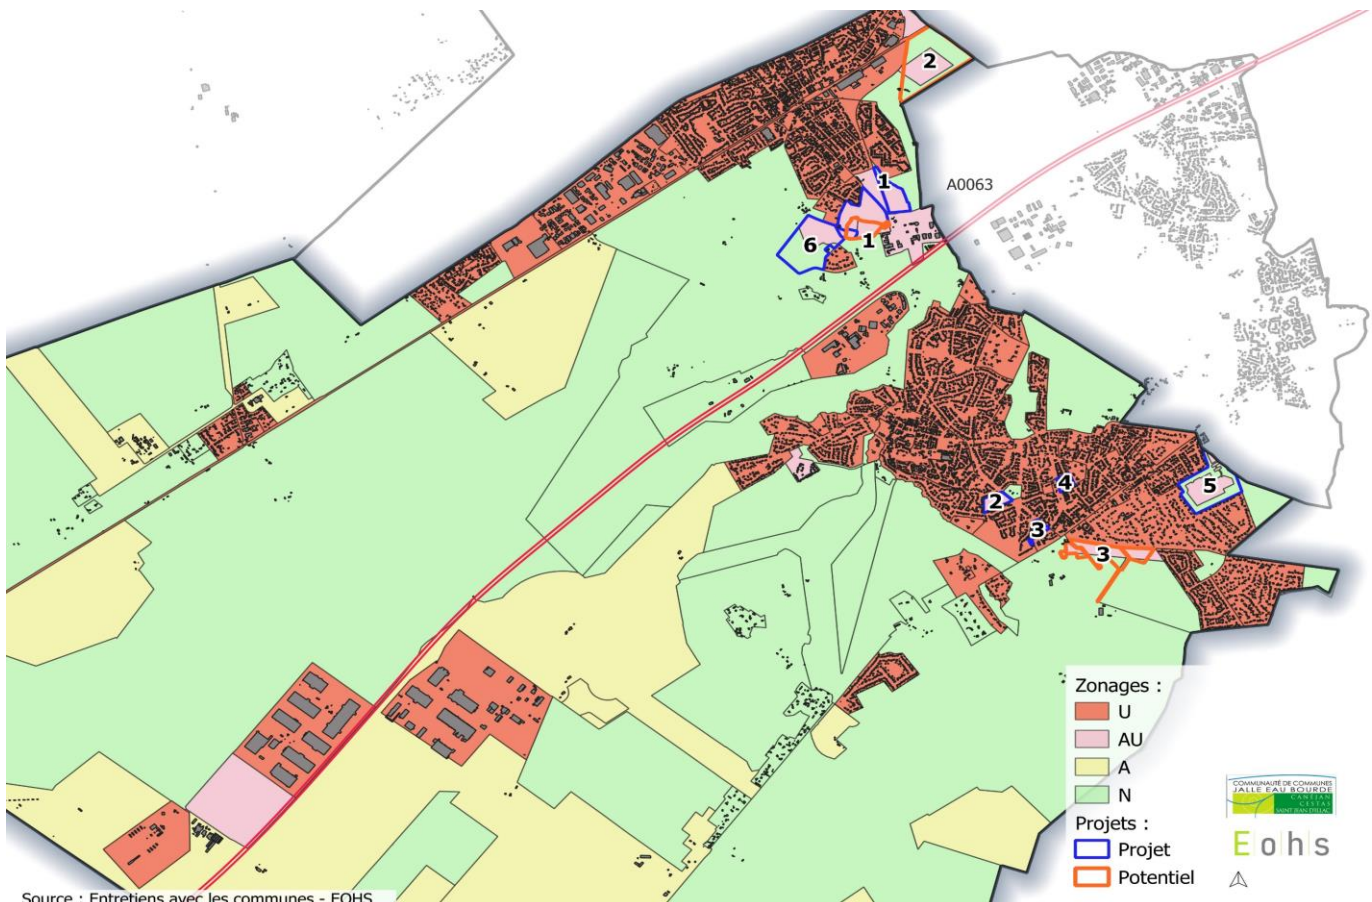 2
1
A0063
6
1
4
5
2
3
3
Zonages :
U
AU
A
N
Projets :
Projet
Potentiel
COMMUNAUTÉ DE COMMUNES
JALLE EAU BOURDE
CANEJAN
CESTAS
SAINT JEAN D'ILLAC
Eohs
Source : Entretiens avec les communes - EOHS